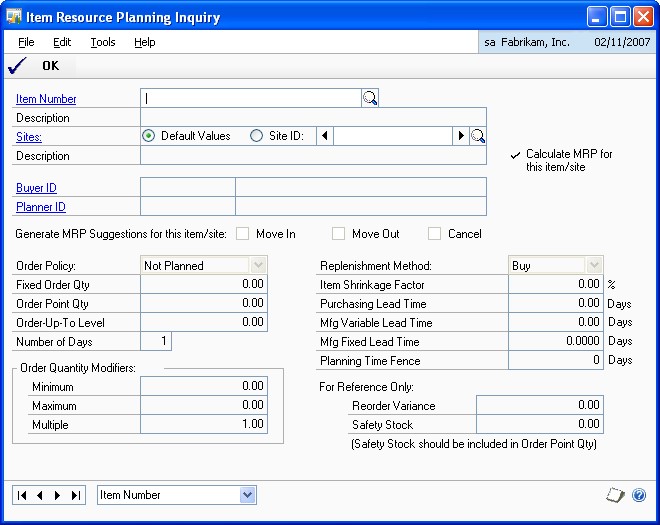 Item Resource Planning Inquiry
File Edit Tools Help sa Fabrikam, Inc. 02/11/2007
OK
Item Number
Description
Sites: Default Values Site ID:
Description
Calculate MRP for
this item/site
Buyer ID
Planner ID
Generate MRP Suggestions for this item/site: Move In Move Out Cancel
Order Policy: Not Planned Replenishment Method: Buy
Fixed Order Qty 0.00 Item Shrinkage Factor 0.00 %
Order Point Qty 0.00 Purchasing Lead Time 0.00 Days
Order-Up-To Level 0.00 Mfg Variable Lead Time 0.00 Days
Number of Days 1 Mfg Fixed Lead Time 0.0000 Days
Planning Time Fence 0 Days
Order Quantity Modifiers:
Minimum 0.00 For Reference Only:
Maximum 0.00 Reorder Variance 0.00
Multiple 1.00 Safety Stock 0.00
(Safety Stock should be included in Order Point Qty)
Item Number